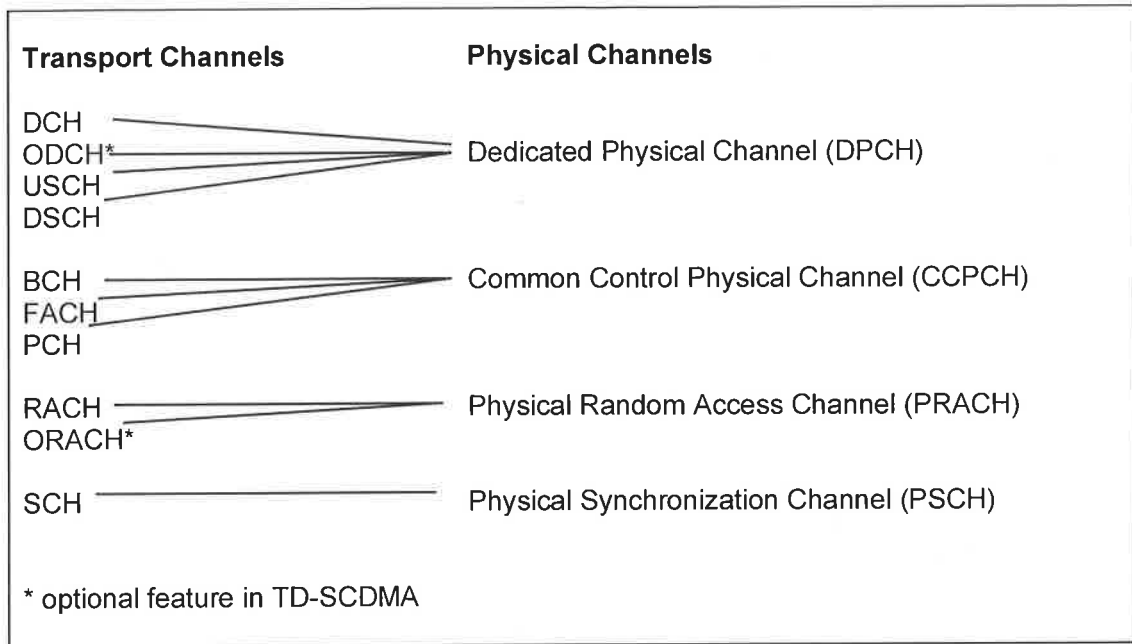 Transport Channels Physical Channels
DCH
ODCH* Dedicated Physical Channel (DPCH)
USCH
DSCH
BCH Common Control Physical Channel (CCPCH)
FACH
PCH
RACH Physical Random Access Channel (PRACH)
ORACH*
SCH Physical Synchronization Channel (PSCH)
* optional feature in TD-SCDMA